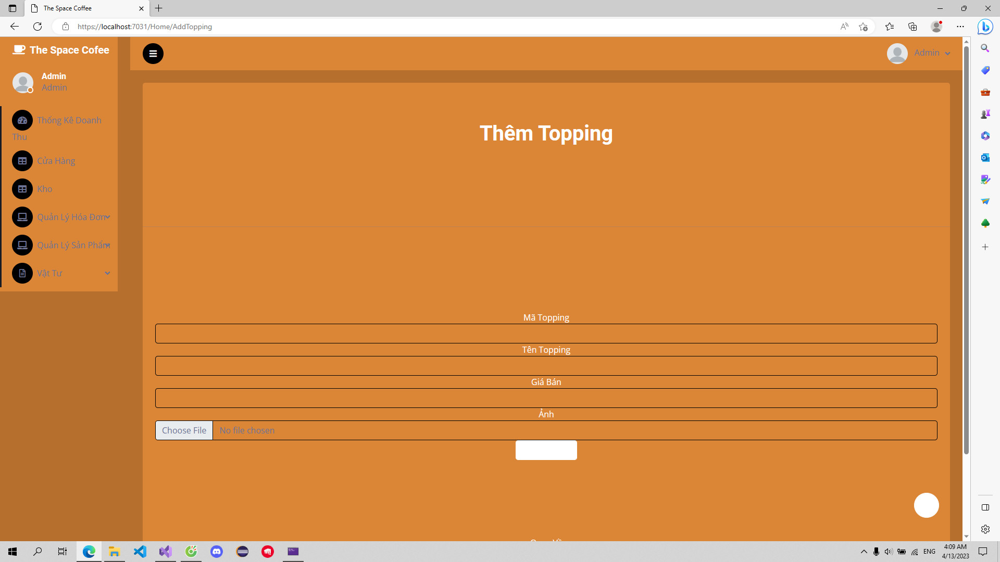 The Space Coffee
https://localhost:7031/Home/AddTopping
The Space Cofee
Admin
Admin
Admin
Thống Kê Doanh
Thu
Cửa Hàng
Kho
Quản Lý Hóa Đơn
Quản Lý Sản Phẩm
Vật Tư
Thêm Topping
Mã Topping
Tên Topping
Giá Bán
Ảnh
Choose File No file chosen
ENG
4:09 AM
4/13/2023